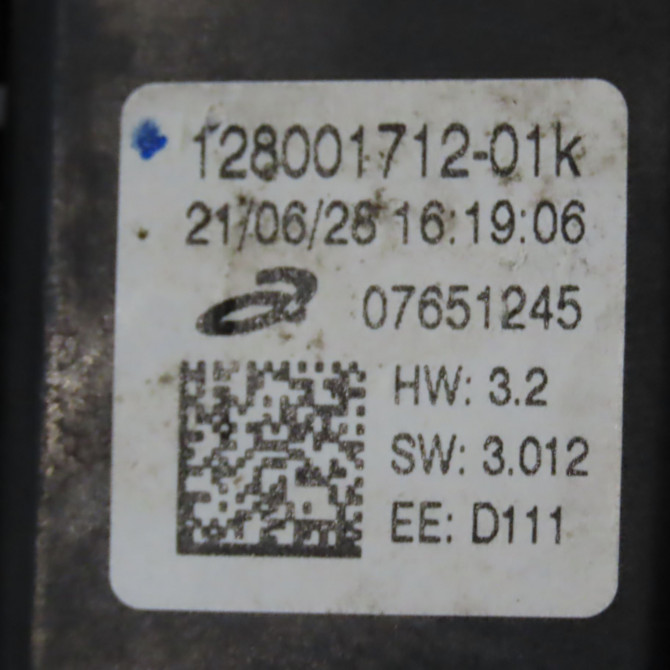 128001712-01k
21/06/28 16:19:06
07651245
HW: 3.2
SW: 3.012
EE: D111